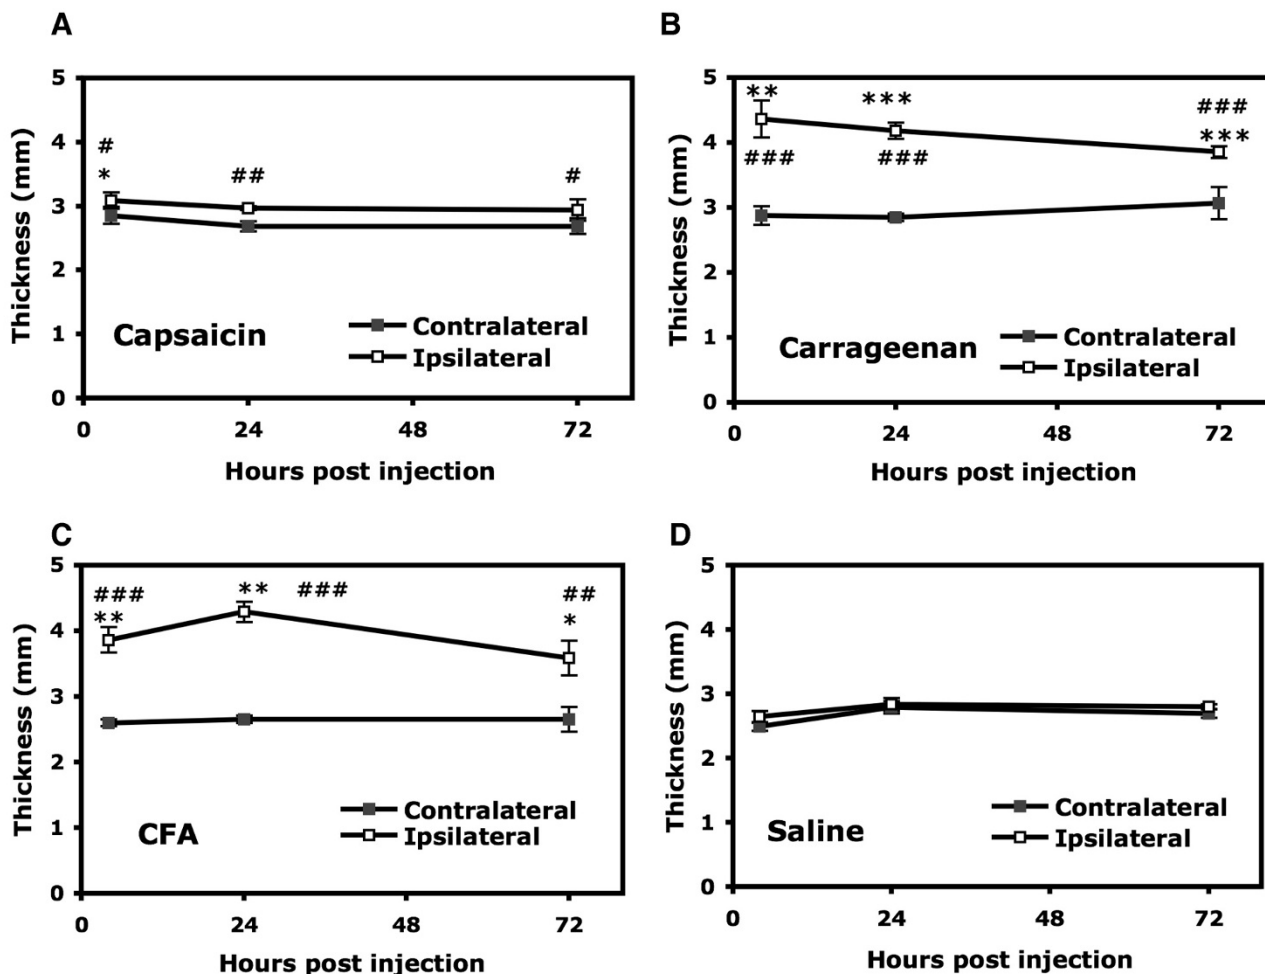 A
Thickness (mm)
5
4
3
2
1
0
#
*
##
#
Capsaicin
Contralateral
Ipsilateral
0 24 48 72
Hours post injection
B
Thickness (mm)
5
4
3
2
1
0
**
***
###
###
###
***
Carrageenan
Contralateral
Ipsilateral
0 24 48 72
Hours post injection
C
Thickness (mm)
5
4
3
2
1
0
###
**
** ###
##
*
CFA
Contralateral
Ipsilateral
0 24 48 72
Hours post injection
D
Thickness (mm)
5
4
3
2
1
0
Saline
Contralateral
Ipsilateral
0 24 48 72
Hours post injection